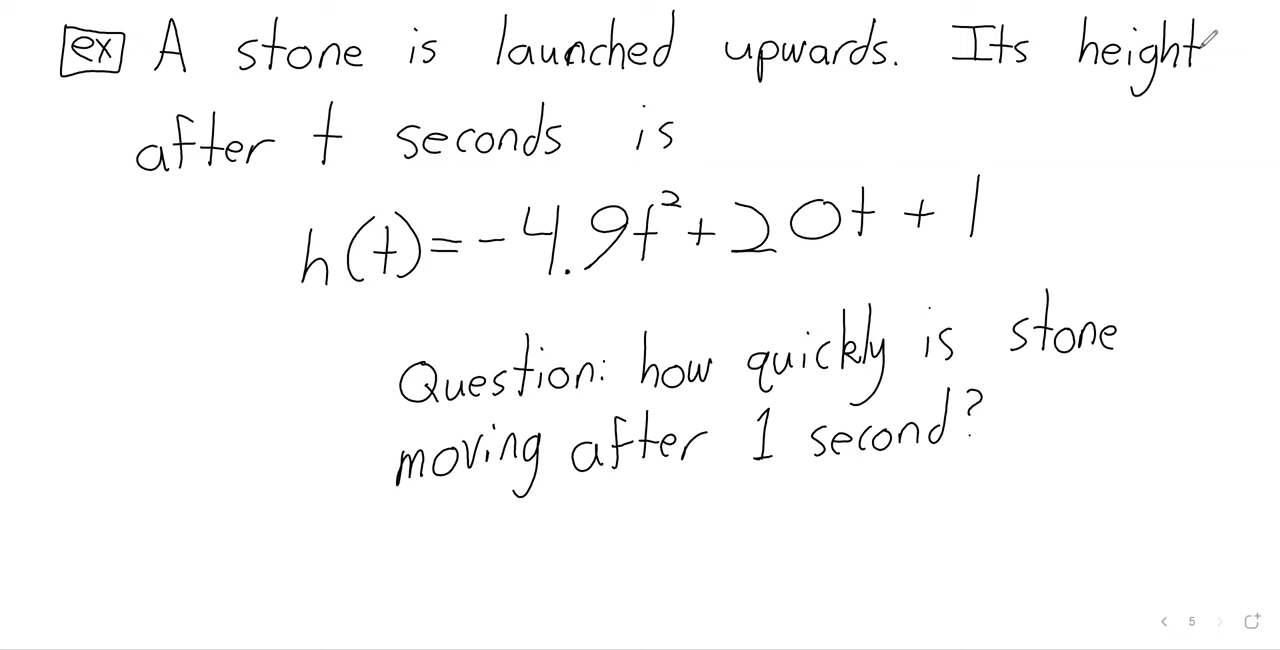 ex A stone is launched upwards. Its height
after t seconds is
h(t)=-4.9t²+20t+1
Question: how quickly is stone
moving after 1 second?
5